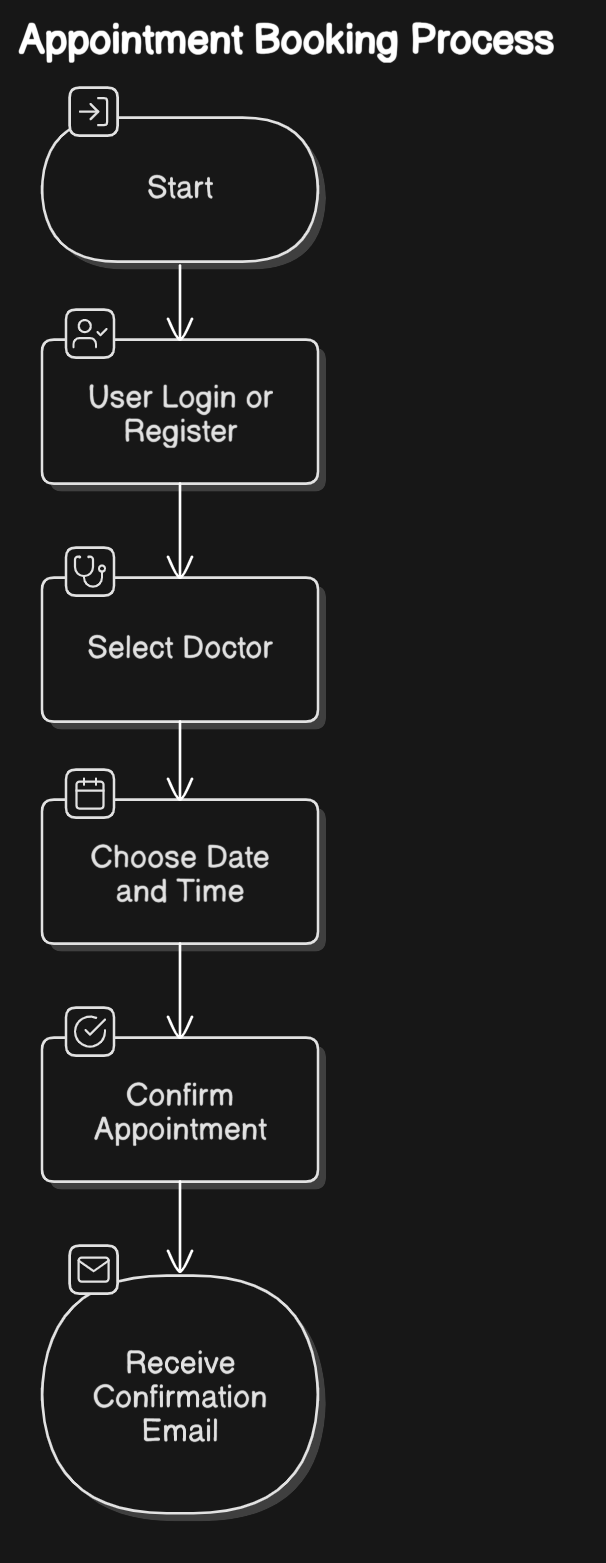 Appointment Booking Process
Start
User Login or
Register
Select Doctor
Choose Date
and Time
Confirm
Appointment
Receive
Confirmation
Email